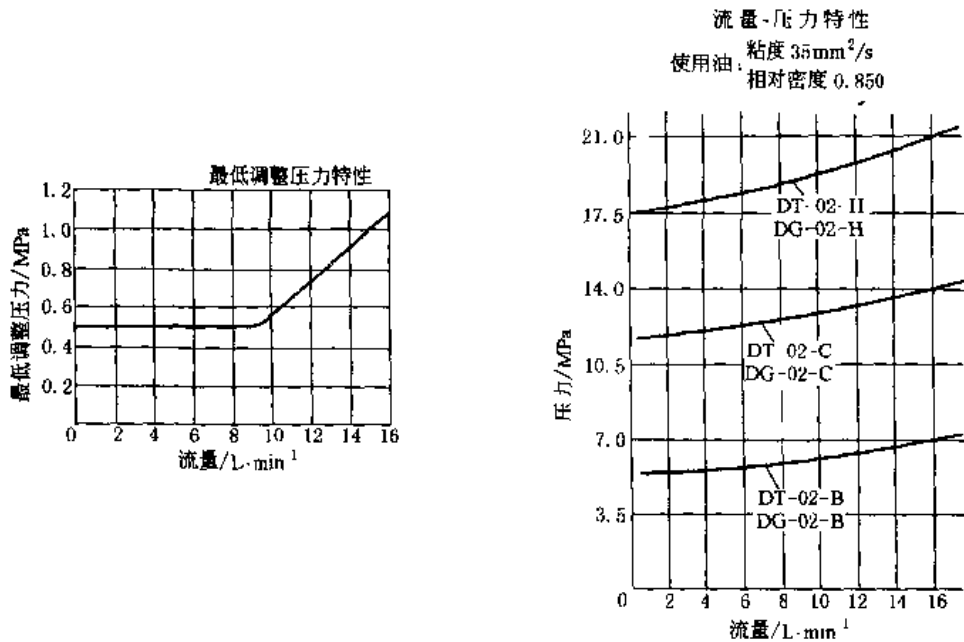 最低调整压力特性
最低调整压力/MPa
1.2
1.0
0.8
0.6
0.4
0.2
0 2 4 6 8 10 12 14 16
流量/L·min⁻¹
流量-压力特性
使用油:粘度 35mm²/s
相对密度 0.850
压力/MPa
21.0
17.5
14.0
10.5
7.0
3.5
DT-02-H
DG-02-H
DT-02-C
DG-02-C
DT-02-B
DG-02-B
0 2 4 6 8 10 12 14 16
流量/L·min⁻¹